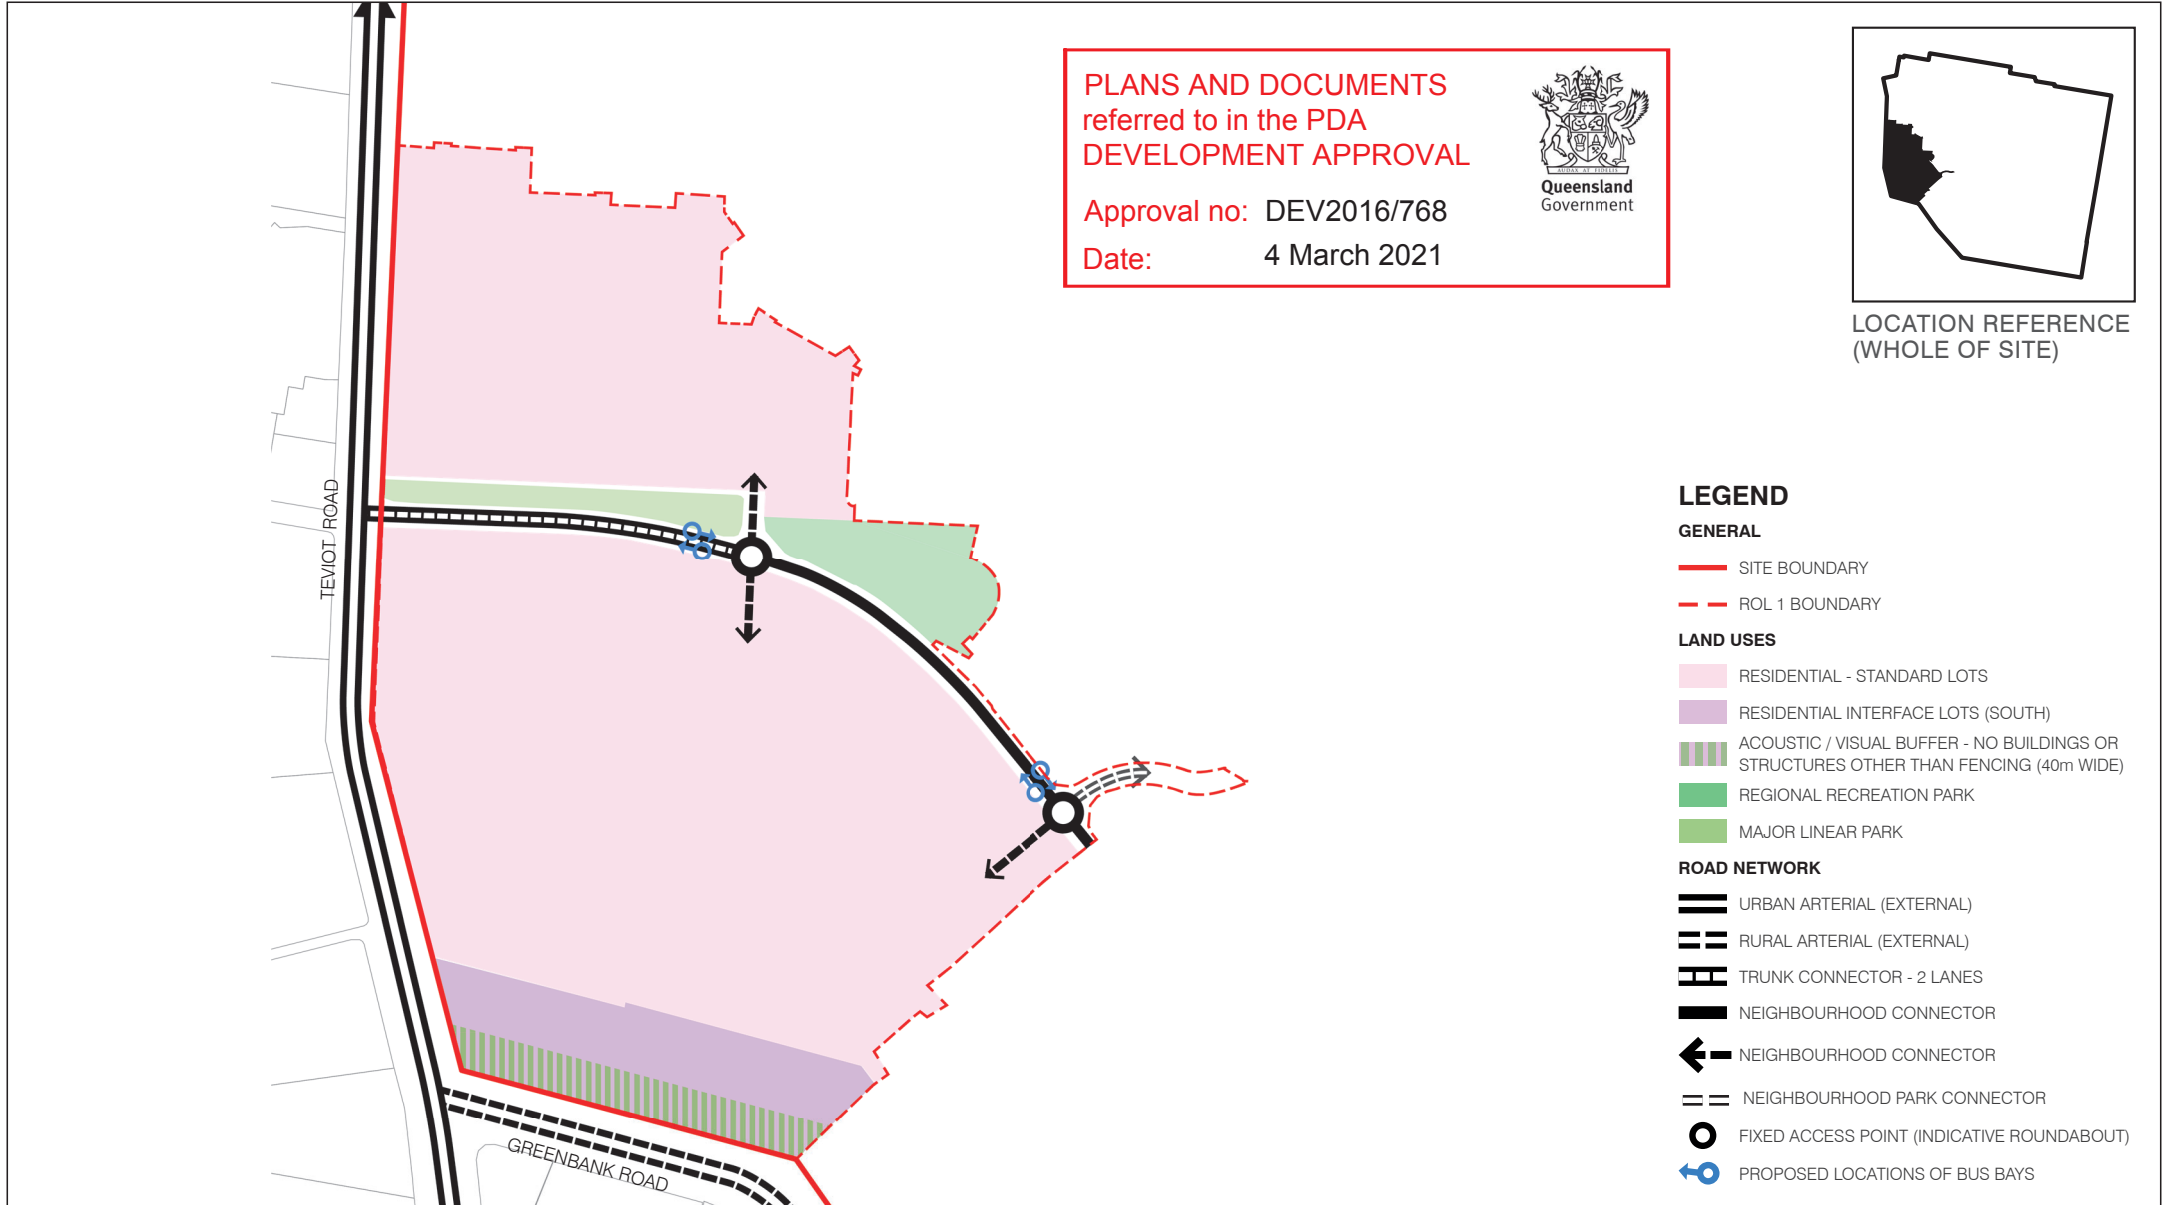 PLANS AND DOCUMENTS
referred to in the PDA
DEVELOPMENT APPROVAL
Approval no: DEV2016/768
Date: 4 March 2021
AUDAX AT FIDELIS
Queensland
Government
LOCATION REFERENCE
(WHOLE OF SITE)
TEVIOT ROAD
GREENBANK ROAD
LEGEND
GENERAL
SITE BOUNDARY
ROL 1 BOUNDARY
LAND USES
RESIDENTIAL - STANDARD LOTS
RESIDENTIAL INTERFACE LOTS (SOUTH)
ACOUSTIC / VISUAL BUFFER - NO BUILDINGS OR
STRUCTURES OTHER THAN FENCING (40m WIDE)
REGIONAL RECREATION PARK
MAJOR LINEAR PARK
ROAD NETWORK
URBAN ARTERIAL (EXTERNAL)
RURAL ARTERIAL (EXTERNAL)
TRUNK CONNECTOR - 2 LANES
NEIGHBOURHOOD CONNECTOR
NEIGHBOURHOOD CONNECTOR
NEIGHBOURHOOD PARK CONNECTOR
FIXED ACCESS POINT (INDICATIVE ROUNDABOUT)
PROPOSED LOCATIONS OF BUS BAYS